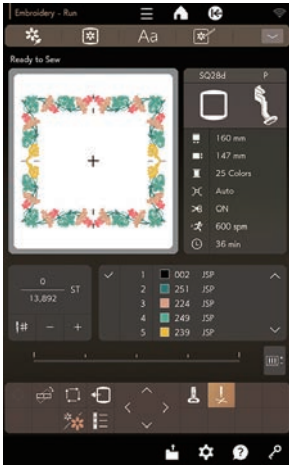 Embroidery - Run
Aa
Ready to Sew
SQ28d P
160 mm
147 mm
25 Colors
Auto
ON
600 spm
36 min
0
13,892
ST
# - +
1 002 JSP
2 251 JSP
3 224 JSP
4 249 JSP
5 239 JSP
?